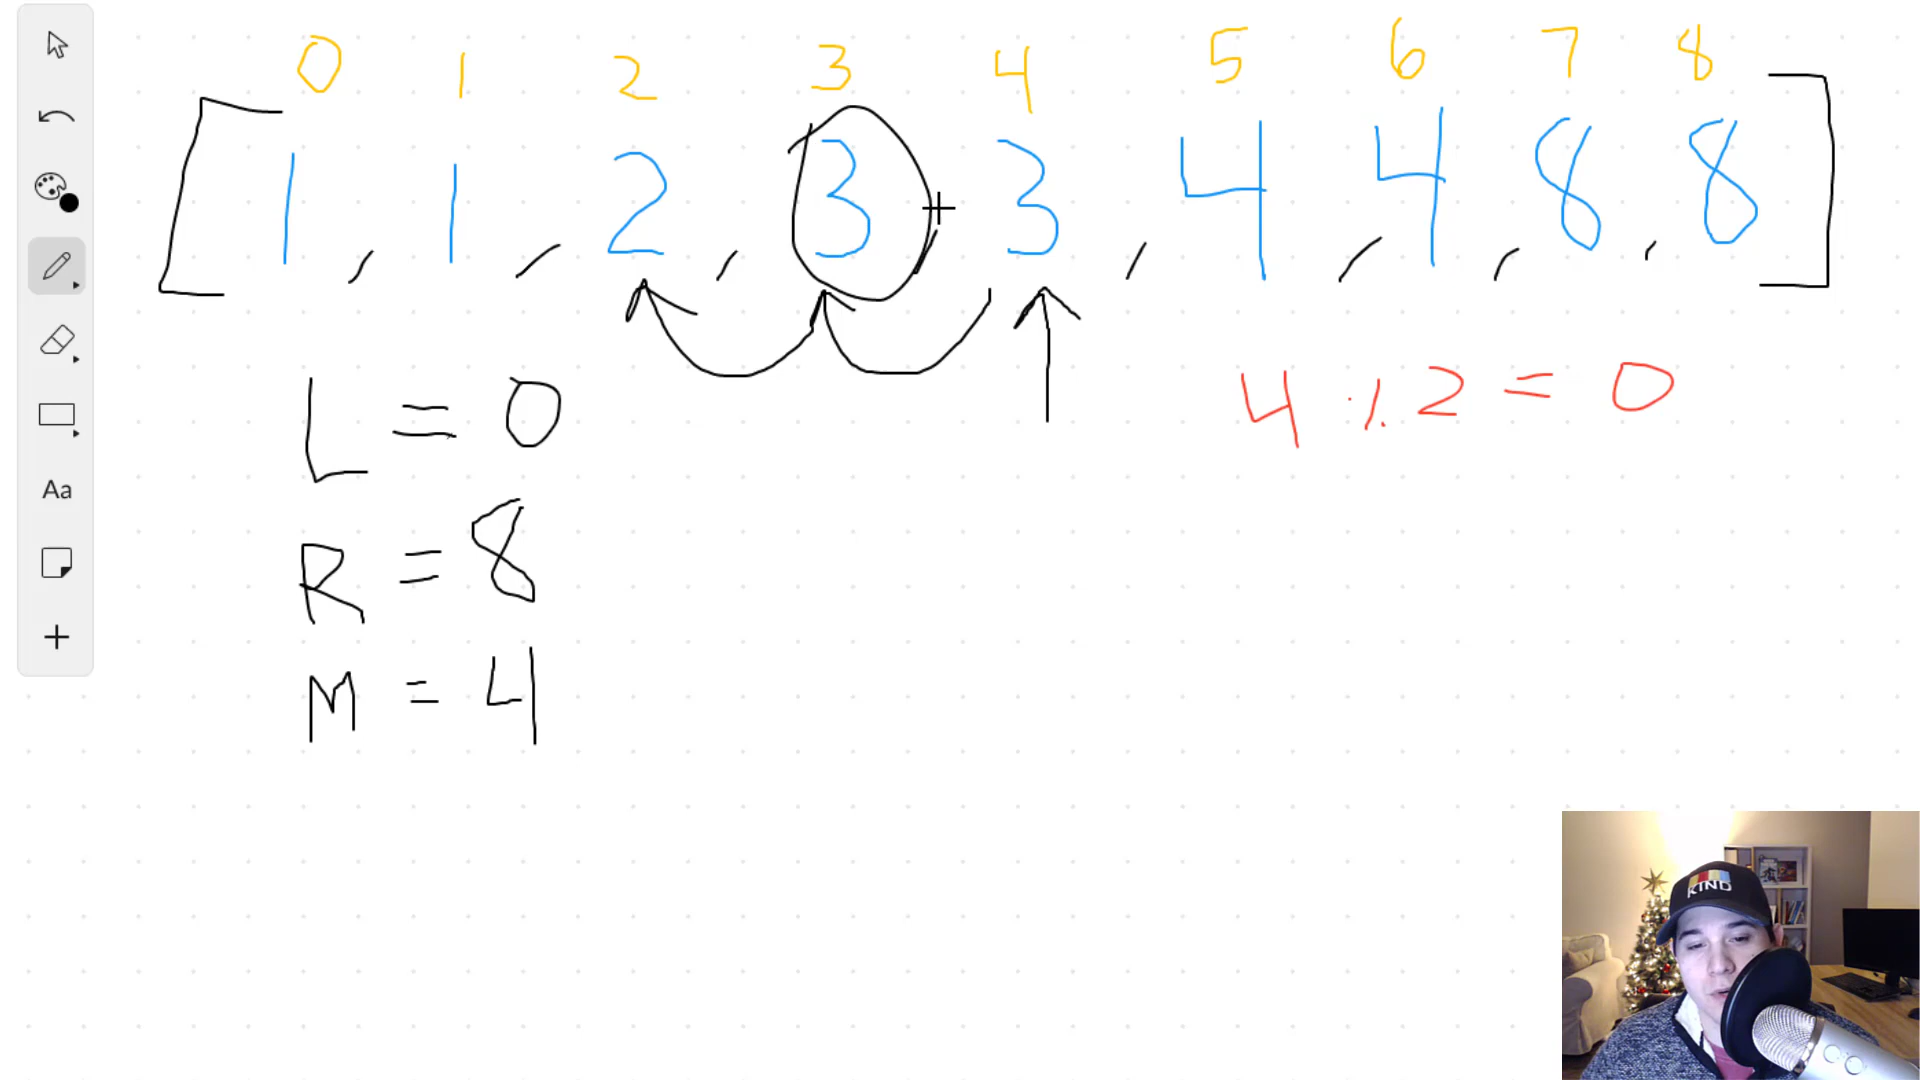 0 1 2 3 4 5 6 7 8
[ 1 , 1 , 2 , 3 3 , 4 , 4 , 8 , 8 ]
4 % 2 = 0
L = 0
R = 8
M = 4
Aa
KIND